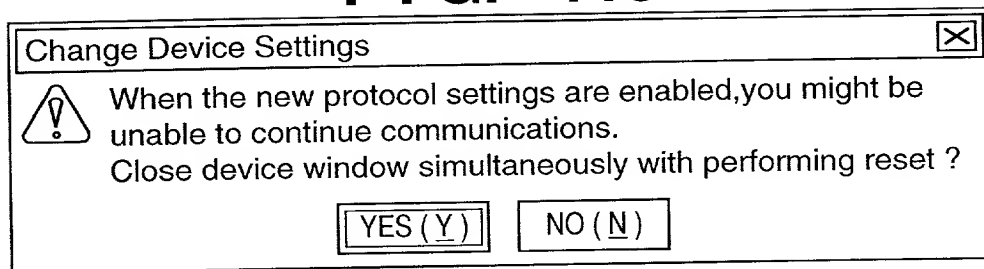 Change Device Settings
When the new protocol settings are enabled,you might be
unable to continue communications.
Close device window simultaneously with performing reset ?
YES ( Y ) NO ( N )